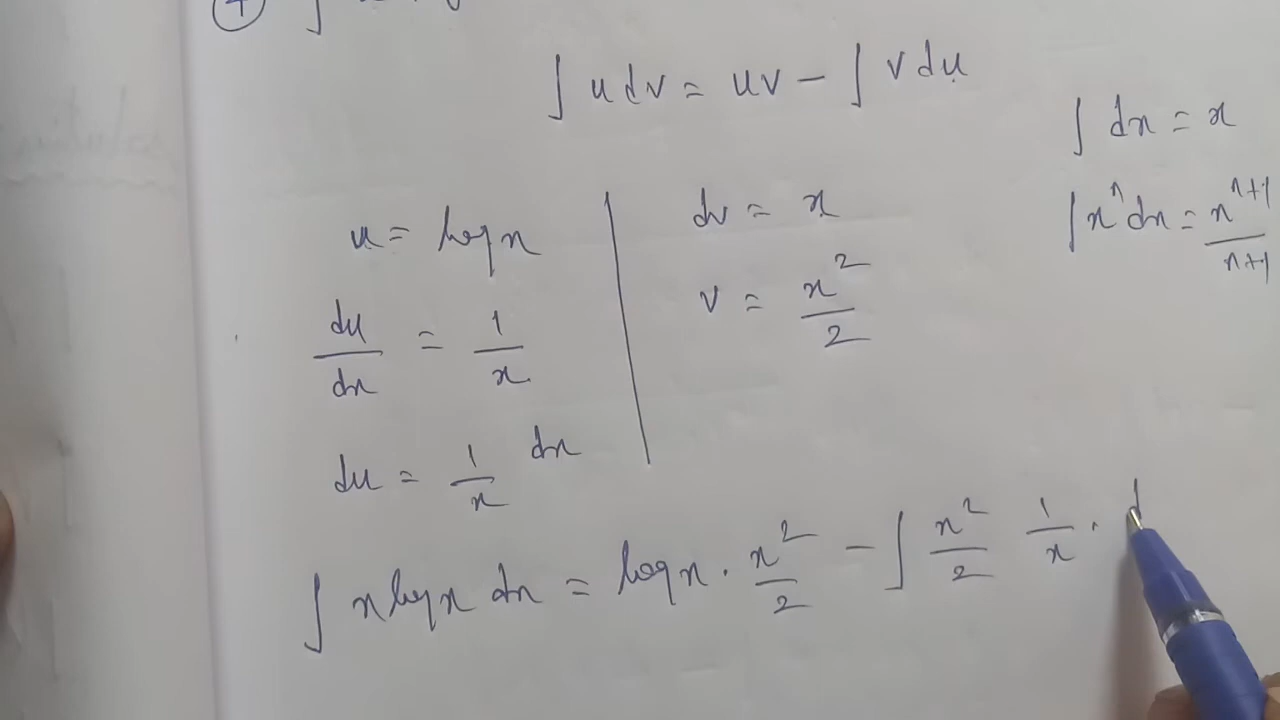 ∫ u dv = uv − ∫ v du
∫ dx = x
∫ xⁿ dx = xⁿ⁺¹/n+1
u = log x
du/dx = 1/x
du = 1/x dx
dv = x
v = x²/2
∫ x log x dx = log x · x²/2 − ∫ x²/2 1/x · d